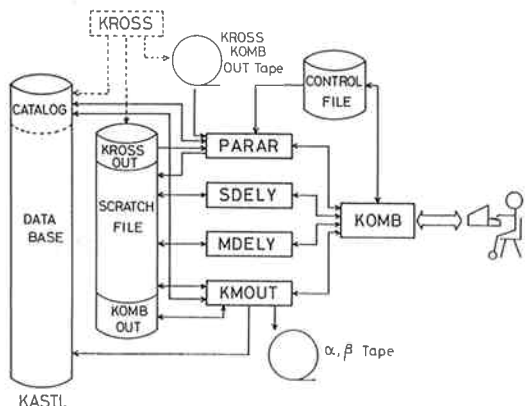 KROSS
KROSS
KOMB
OUT Tape
CONTROL
FILE
CATALOG
KROSS
OUT
PARAR
DATA
BASE
SCRATCH
FILE
SDELY
KOMB
MDELY
KMOUT
KOMB
OUT
α, β Tape
KASTL